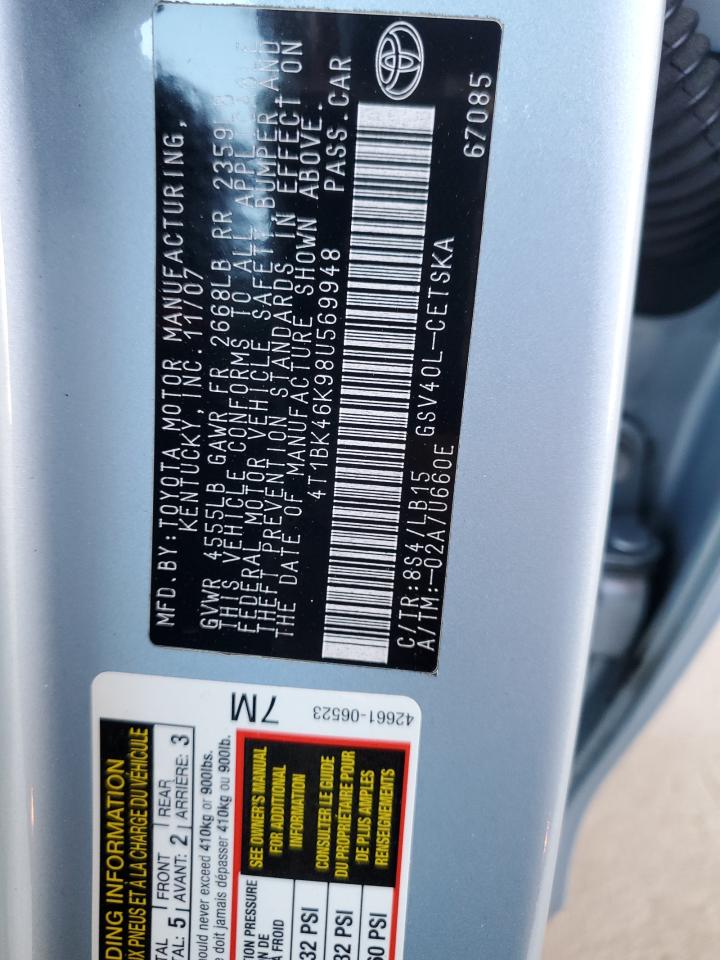 MFD.BY:TOYOTA MOTOR MANUFACTURING,
KENTUCKY, INC. 11/07
GVWR 4555LB GAWR FR 2668LB RR 2359LB
THIS VEHICLE CONFORMS TO ALL APPLICABLE
FEDERAL MOTOR VEHICLE SAFETY,BUMPER,AND
THEFT PREVENTION STANDARDS IN EFFECT ON
THE DATE OF MANUFACTURE SHOWN ABOVE.
4T1BK46K98U569948 PASS.CAR
C/TR:8S4/LB15
A/TM:-02A/U660E GSV40L-CETSKA
67085
7M
42661-06523
DING INFORMATION
PNEUS ET À LA CHARGE DU VÉHICULE
FRONT REAR
5 AVANT: 2 ARRIÈRE: 3
never exceed 410kg or 900lbs.
doit jamais dépasser 410kg ou 900lb.
SEE OWNER'S MANUAL
FOR ADDITIONAL
INFORMATION
CONSULTER LE GUIDE
DU PROPRIÉTAIRE POUR
DE PLUS AMPLES
RENSEIGNEMENTS
PRESSURE
FROID
32 PSI
32 PSI
60 PSI